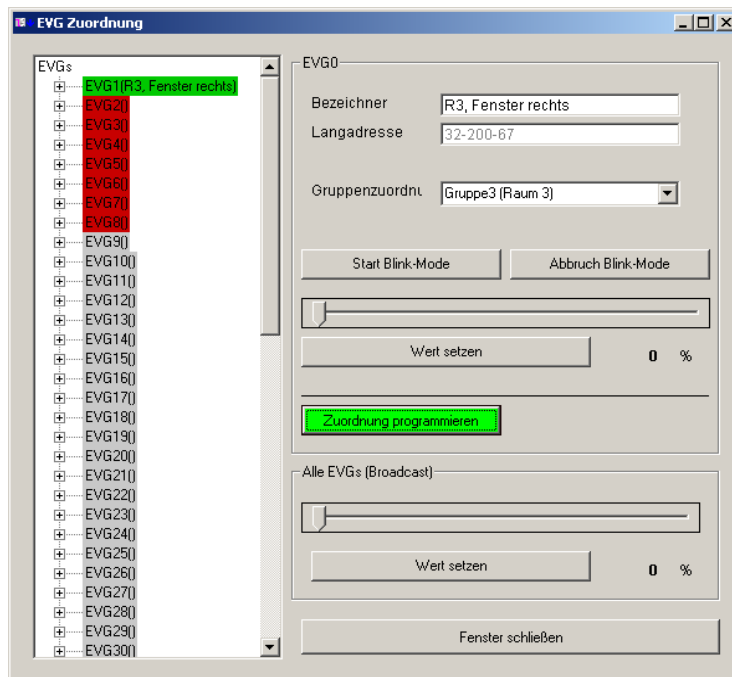 EVG Zuordnung
EVGs
EVG1(R3, Fenster rechts)
EVG2()
EVG3()
EVG4()
EVG5()
EVG6()
EVG7()
EVG8()
EVG9()
EVG10()
EVG11()
EVG12()
EVG13()
EVG14()
EVG15()
EVG16()
EVG17()
EVG18()
EVG19()
EVG20()
EVG21()
EVG22()
EVG23()
EVG24()
EVG25()
EVG26()
EVG27()
EVG28()
EVG29()
EVG30()
EVG0
Bezeichner R3, Fenster rechts
Langadresse 32-200-67
Gruppenzuordnu Gruppe3 (Raum 3)
Start Blink-Mode Abbruch Blink-Mode
Wert setzen 0 %
Zuordnung programmieren
Alle EVGs (Broadcast)
Wert setzen 0 %
Fenster schließen